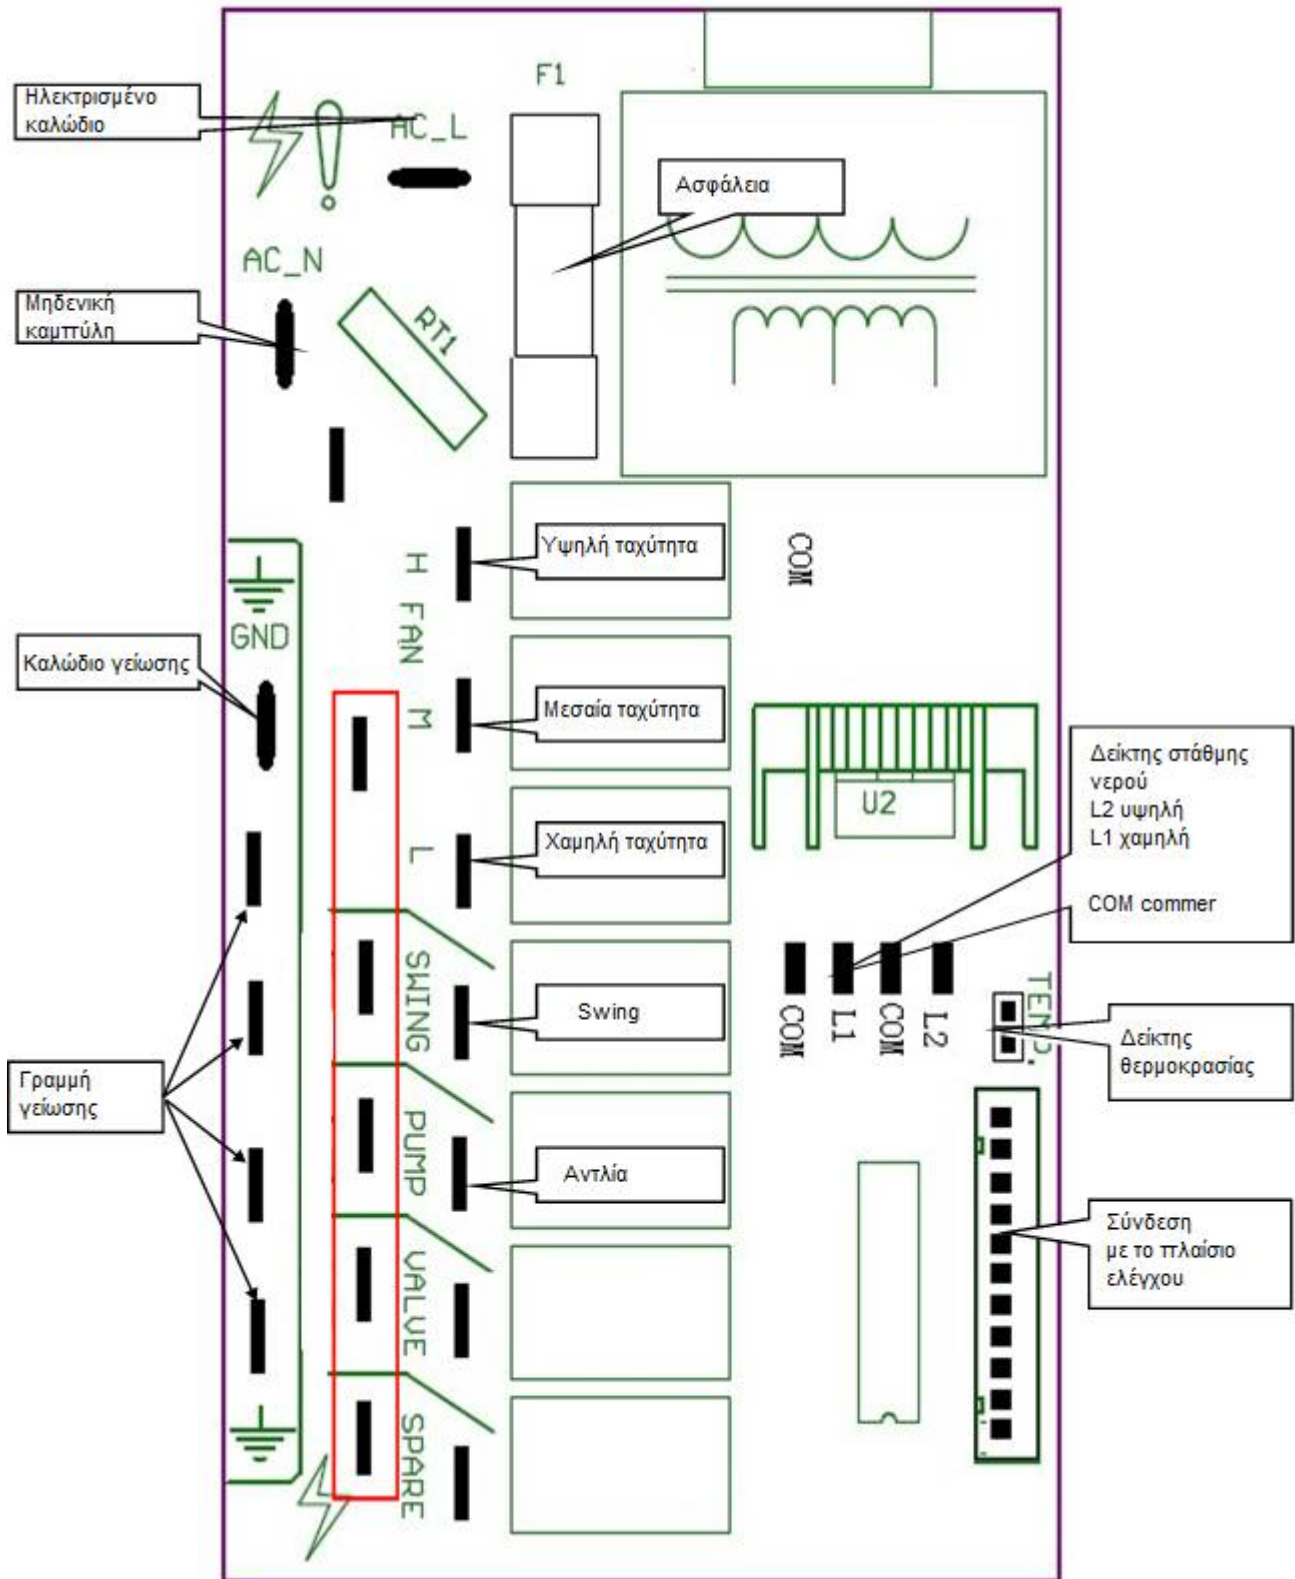 F1
Ηλεκτρισμένο
καλώδιο
AC_L
Ασφάλεια
AC_N
Μηδενική
καμπύλη
RT1
Υψηλή ταχύτητα
COM
H
FAN
GND
Καλώδιο γείωσης
M
Μεσαία ταχύτητα
Δείκτης στάθμης
νερού
L2 υψηλή
L1 χαμηλή
COM commer
U2
L
Χαμηλή ταχύτητα
SWING
Swing
COM
L1
COM
L2
TEMP.
Δείκτης
θερμοκρασίας
Γραμμή
γείωσης
PUMP
Αντλία
Σύνδεση
με το πλαίσιο
ελέγχου
VALVE
SPARE